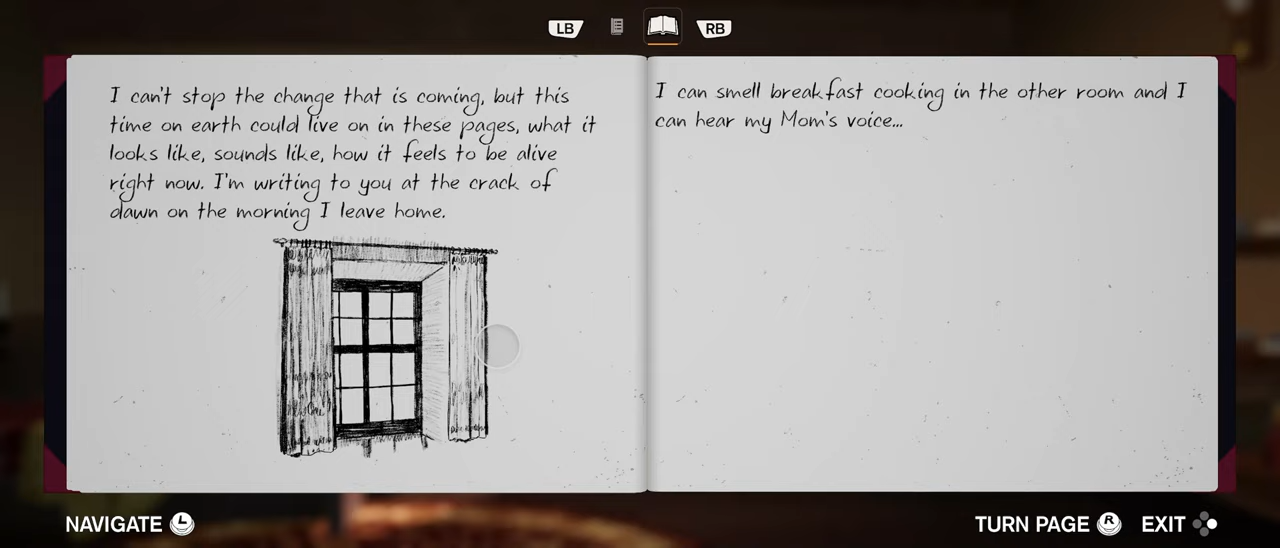 LB
RB
I can't stop the change that is coming, but this
time on earth could live on in these pages, what it
looks like, sounds like, how it feels to be alive
right now. I'm writing to you at the crack of
dawn on the morning I leave home.
I can smell breakfast cooking in the other room and I
can hear my Mom's voice...
NAVIGATE L
TURN PAGE R
EXIT